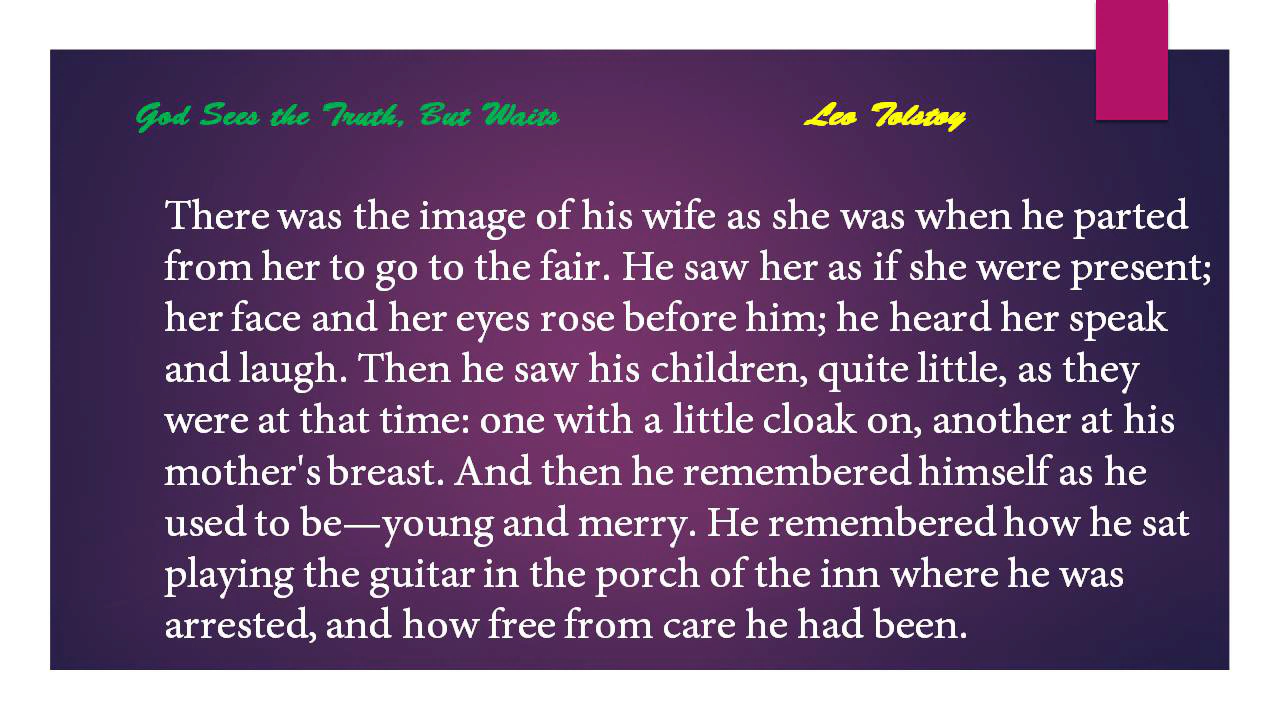 God Sees the Truth, But Waits Leo Tolstoy
There was the image of his wife as she was when he parted
from her to go to the fair. He saw her as if she were present;
her face and her eyes rose before him; he heard her speak
and laugh. Then he saw his children, quite little, as they
were at that time: one with a little cloak on, another at his
mother's breast. And then he remembered himself as he
used to be—young and merry. He remembered how he sat
playing the guitar in the porch of the inn where he was
arrested, and how free from care he had been.